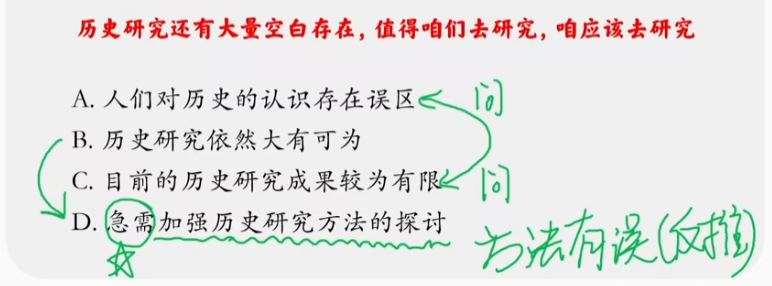 历史研究还有大量空白存在，值得咱们去研究，咱应该去研究
A. 人们对历史的认识存在误区
问
B. 历史研究依然大有可为
C. 目前的历史研究成果较为有限
问
D. 急需加强历史研究方法的探讨
方法有误(反推)